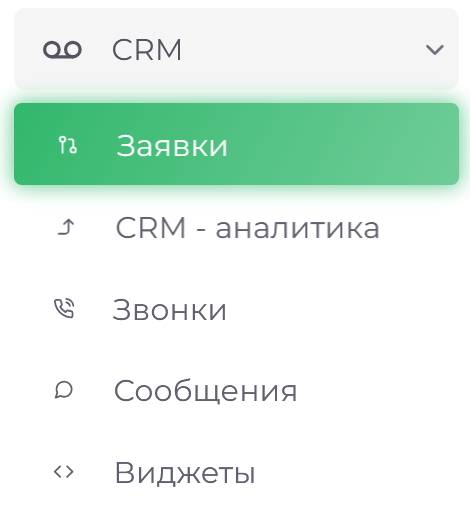 CRM
Заявки
CRM - аналитика
Звонки
Сообщения
Виджеты